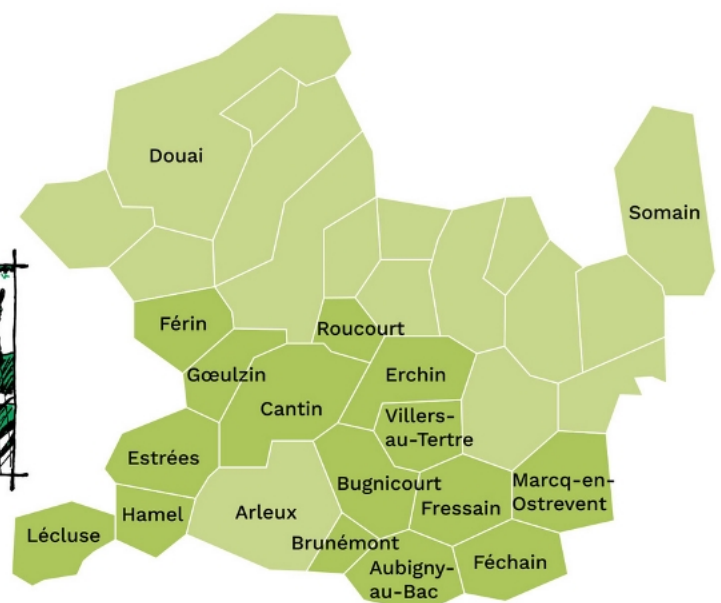 Douai
Somain
Férin
Roucourt
Gœulzin
Erchin
Cantin
Villers-
au-Tertre
Estrées
Bugnicourt
Marcq-en-
Ostrevent
Fressain
Hamel
Arleux
Lécluse
Brunémont
Féchain
Aubigny-
au-Bac